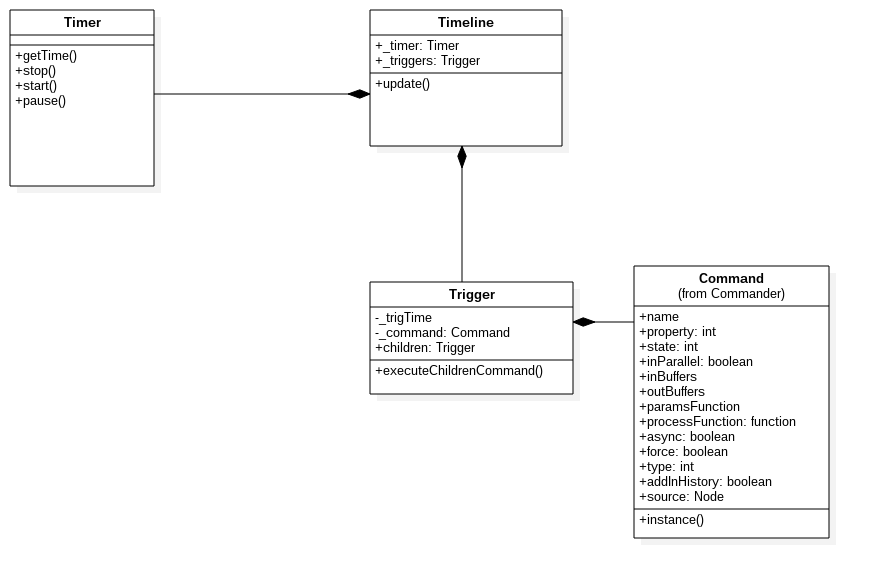 Timer
+getTime()
+stop()
+start()
+pause()
Timeline
+_timer: Timer
+_triggers: Trigger
+update()
Trigger
-_trigTime
-_command: Command
+children: Trigger
+executeChildrenCommand()
Command
(from Commander)
+name
+property: int
+state: int
+inParallel: boolean
+inBuffers
+outBuffers
+paramsFunction
+processFunction: function
+async: boolean
+force: boolean
+type: int
+addInHistory: boolean
+source: Node
+instance()